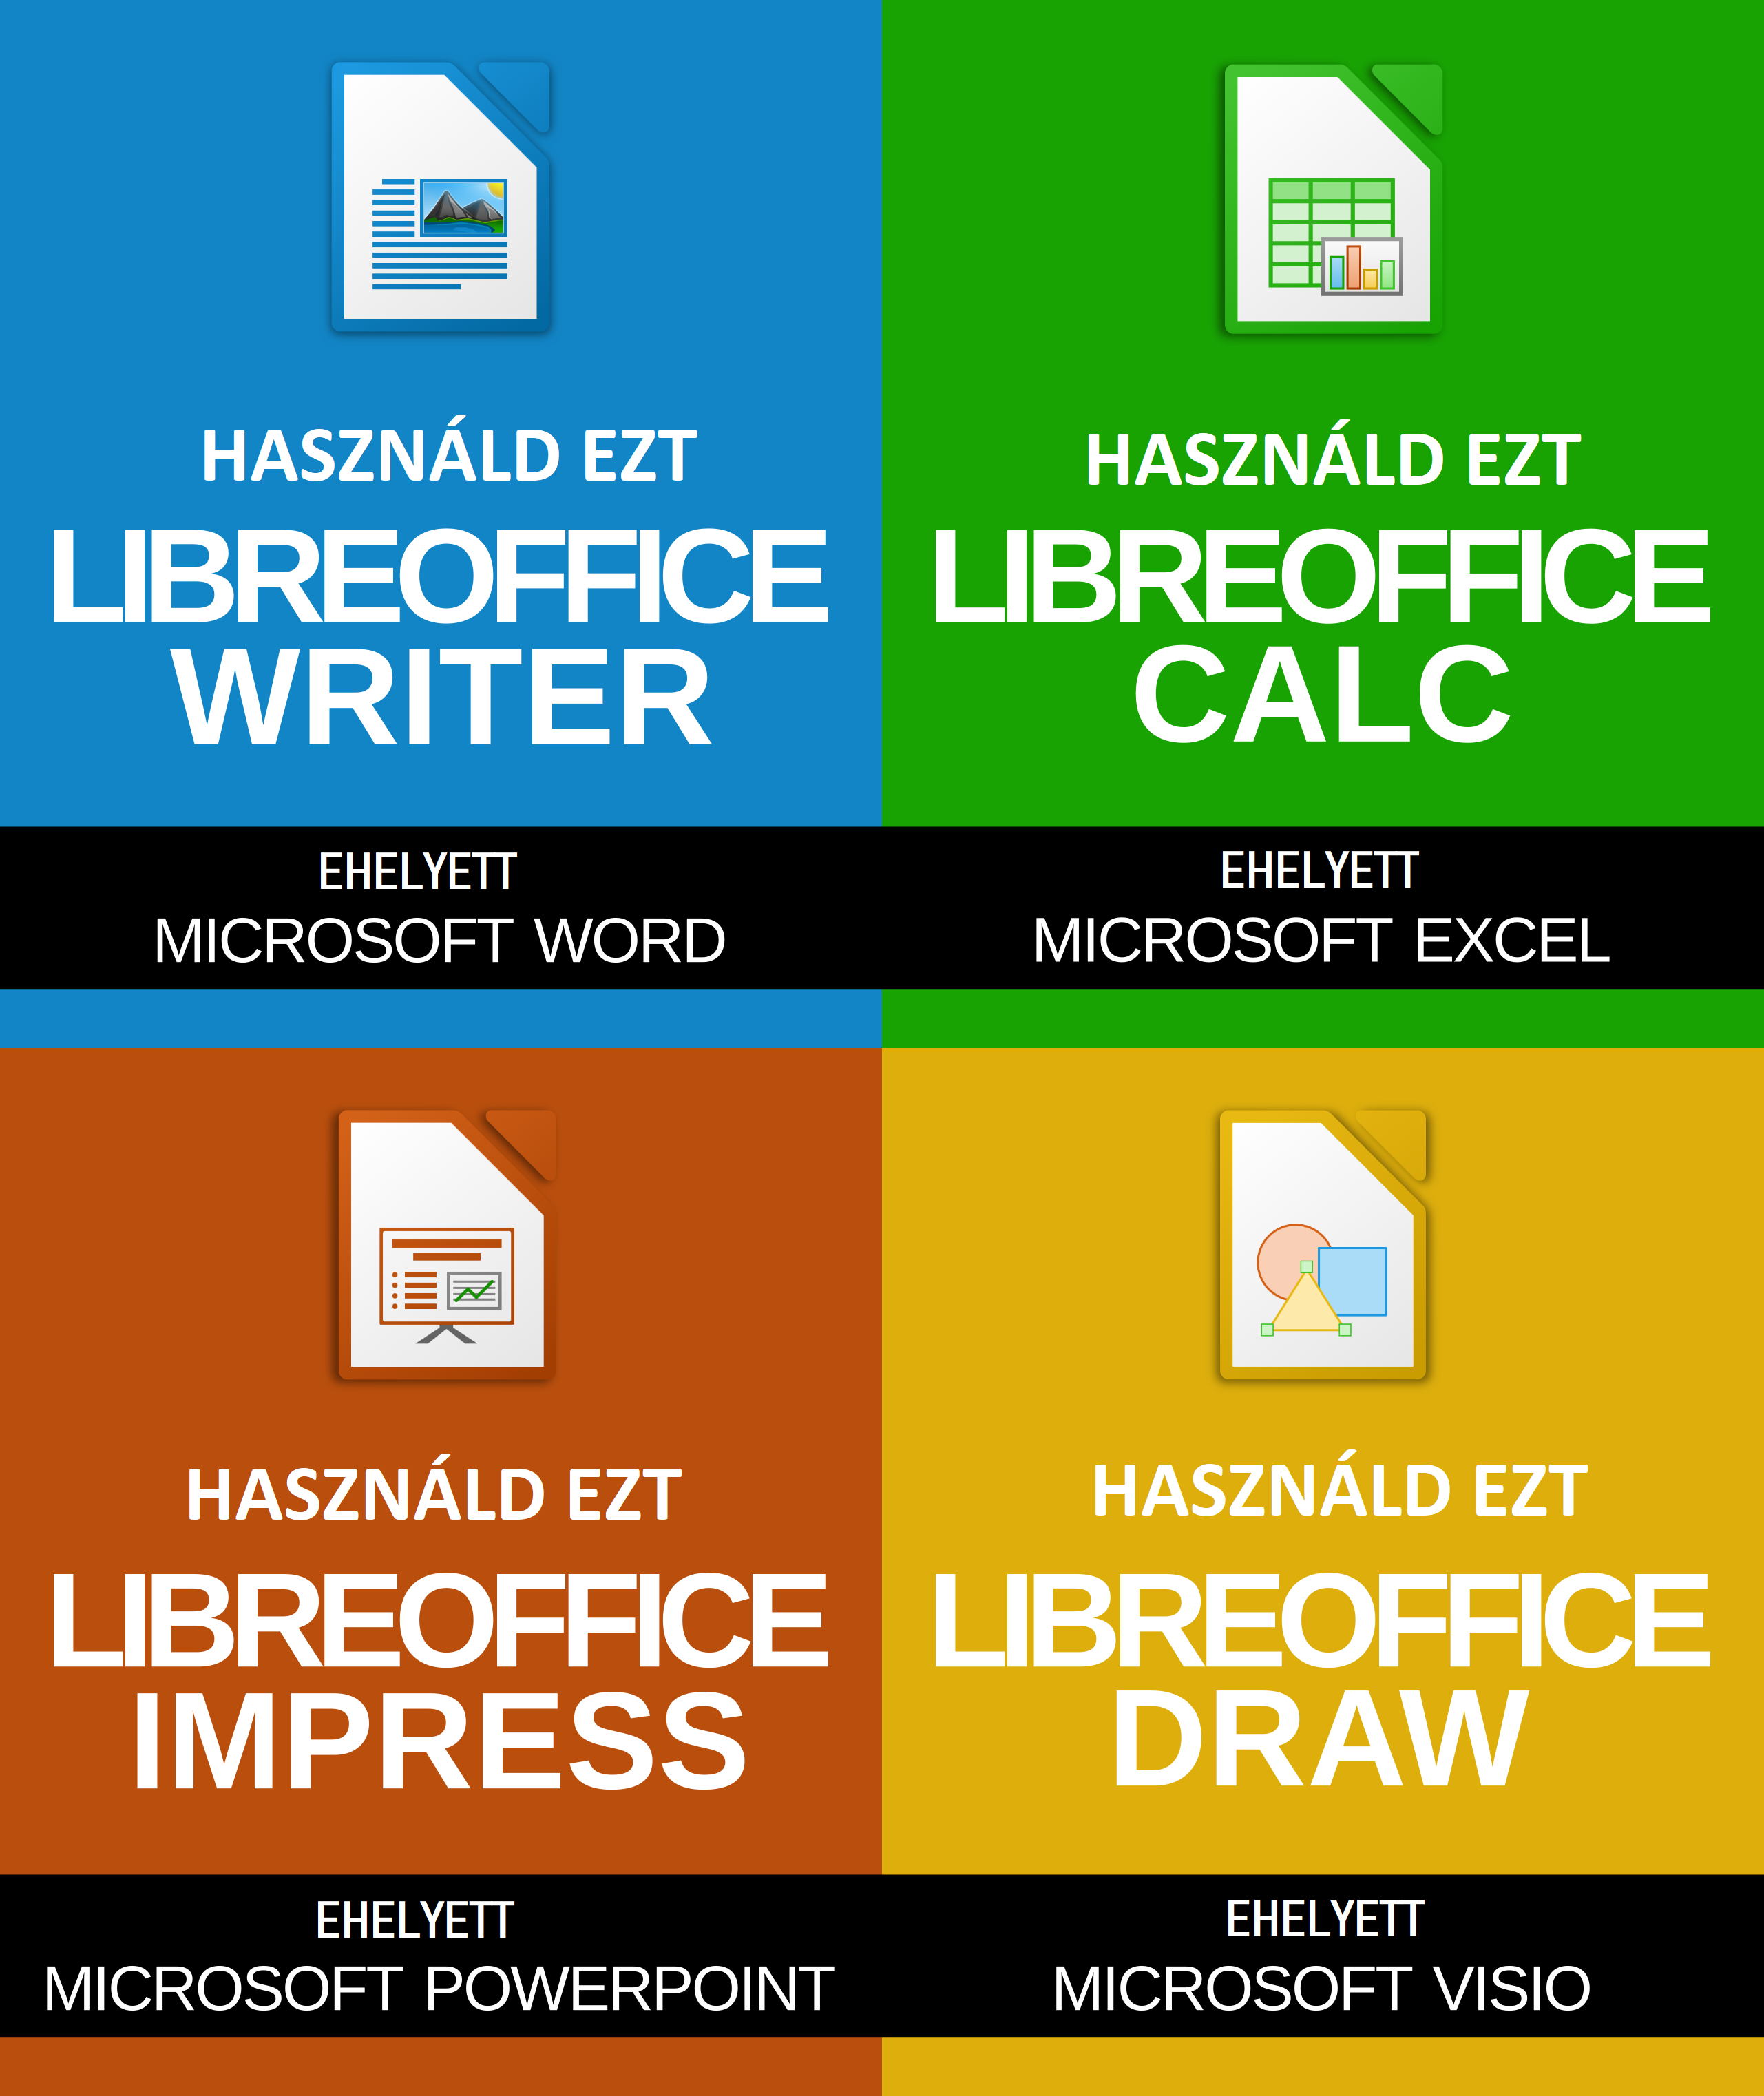 HASZNÁLD EZT
LIBREOFFICE
WRITER
EHELYETT
MICROSOFT WORD
HASZNÁLD EZT
LIBREOFFICE
CALC
EHELYETT
MICROSOFT EXCEL
HASZNÁLD EZT
LIBREOFFICE
IMPRESS
EHELYETT
MICROSOFT POWERPOINT
HASZNÁLD EZT
LIBREOFFICE
DRAW
EHELYETT
MICROSOFT VISIO